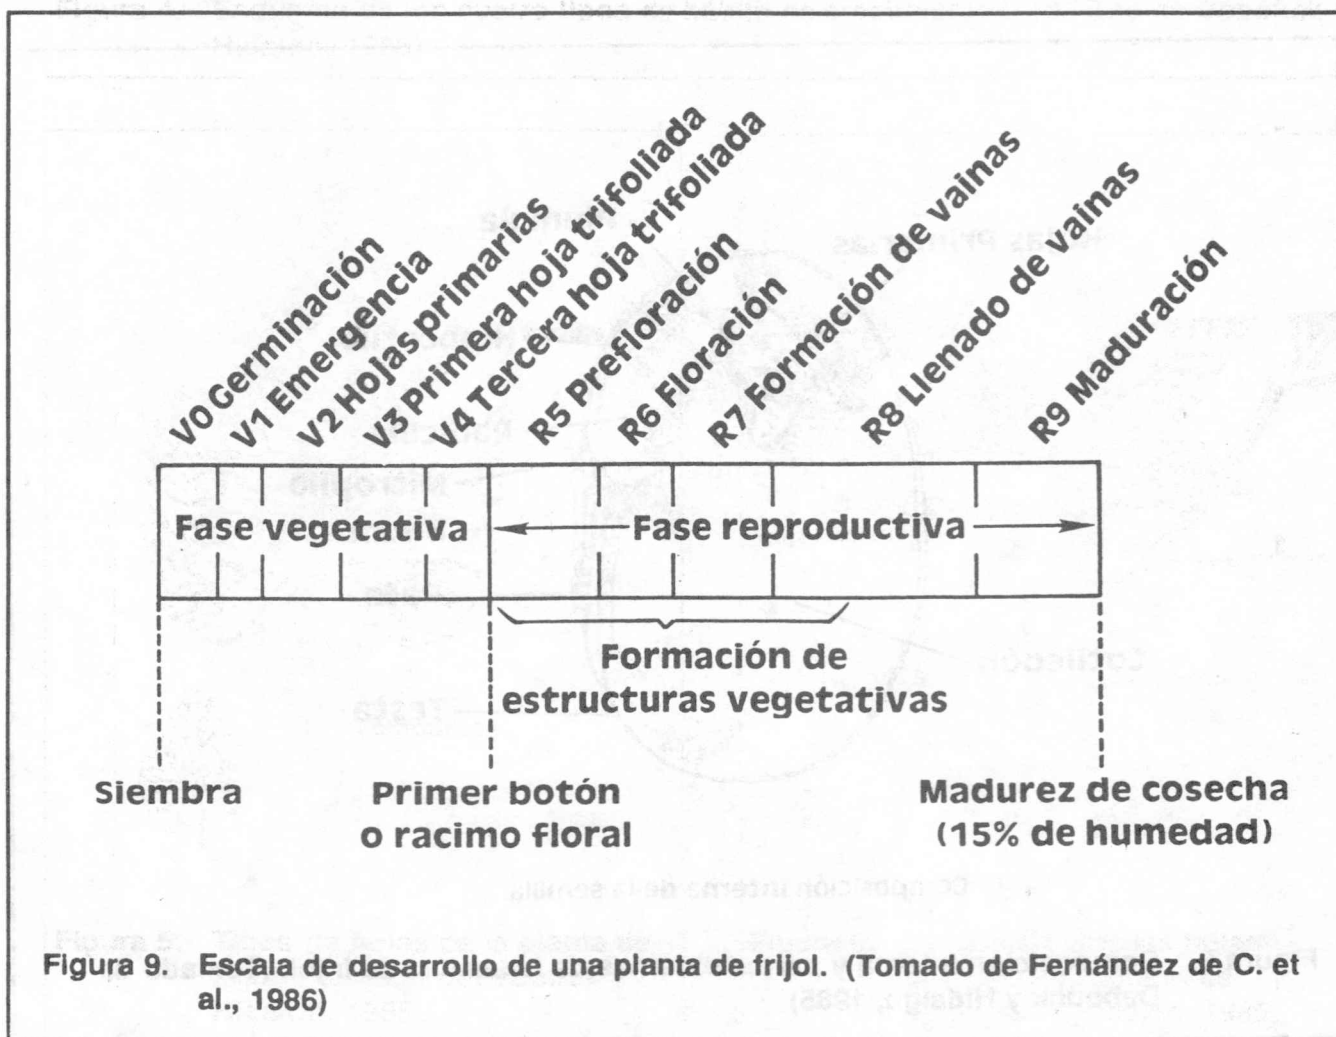 V0 Germinación
V1 Emergencia
V2 Hojas primarias
V3 Primera hoja trifoliada
V4 Tercera hoja trifoliada
R5 Prefloración
R6 Floración
R7 Formación de vainas
R8 Llenado de vainas
R9 Maduración
Fase vegetativa
Fase reproductiva
Formación de
estructuras vegetativas
Siembra
Primer botón
o racimo floral
Madurez de cosecha
(15% de humedad)
Figura 9. Escala de desarrollo de una planta de frijol. (Tomado de Fernández de C. et
al., 1986)